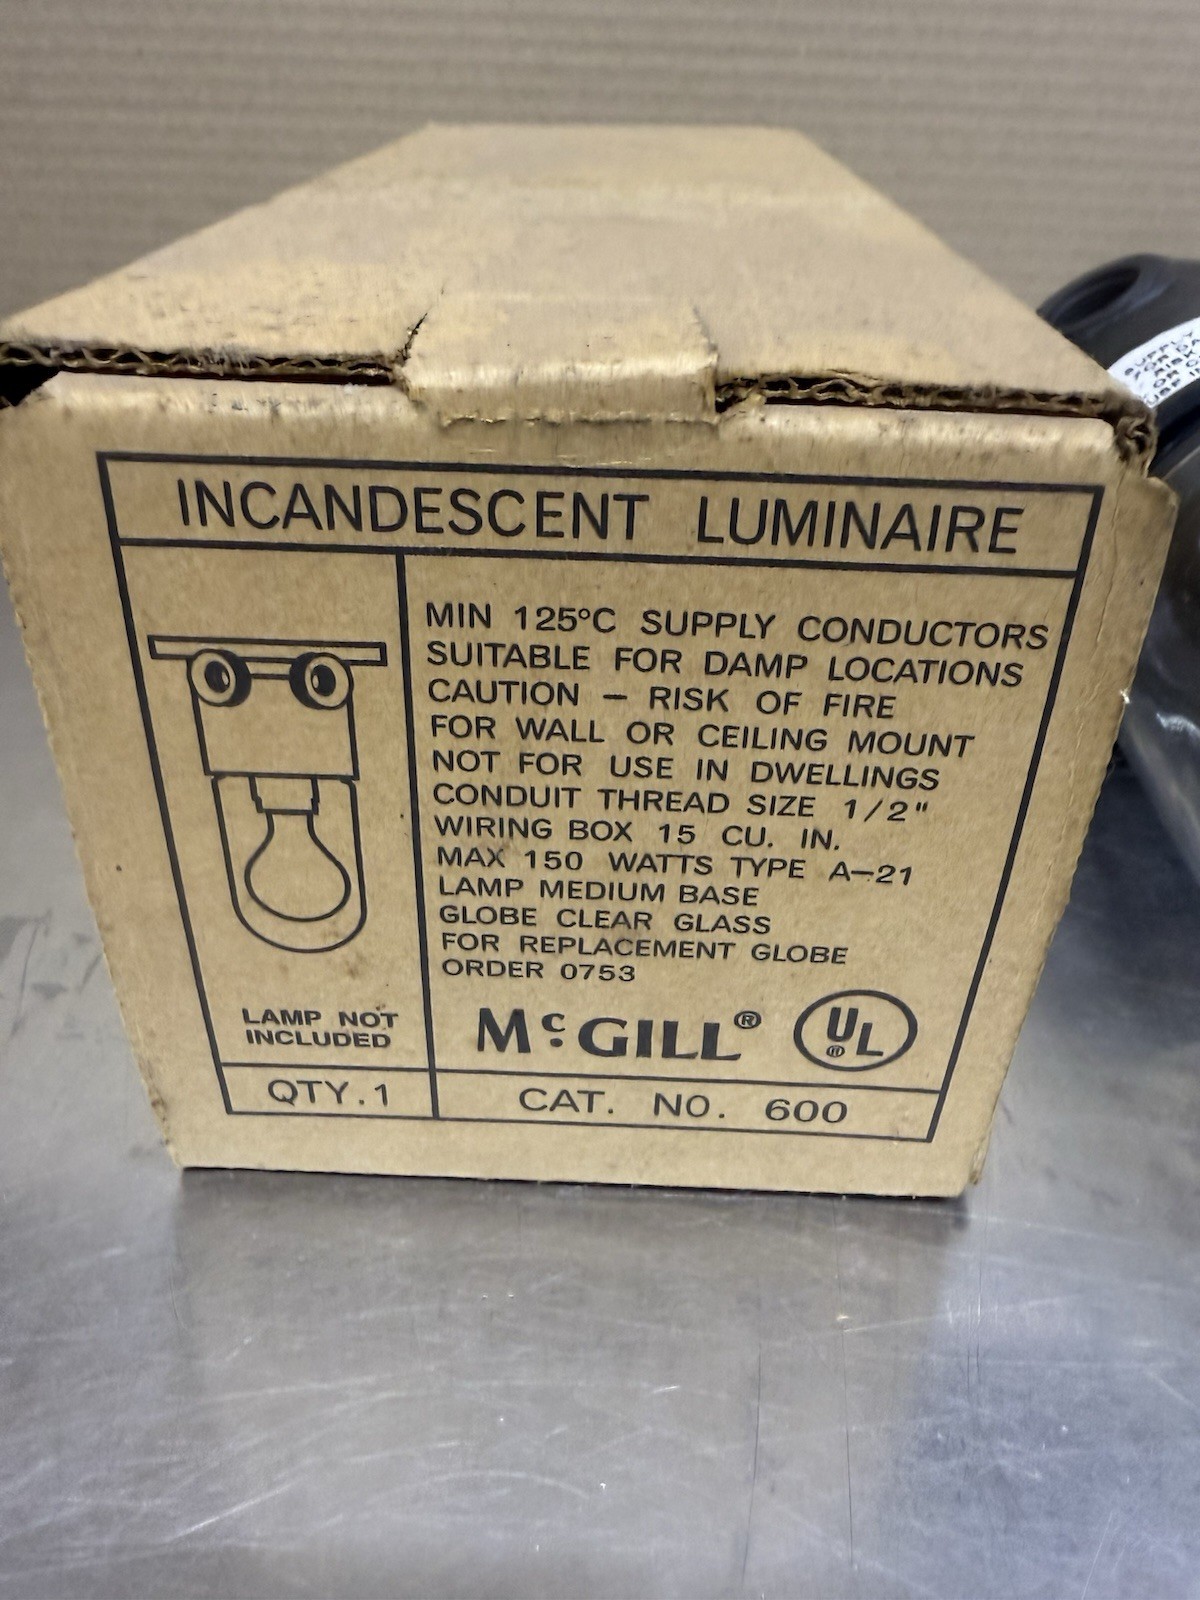 INCANDESCENT LUMINAIRE
MIN 125°C SUPPLY CONDUCTORS
SUITABLE FOR DAMP LOCATIONS
CAUTION — RISK OF FIRE
FOR WALL OR CEILING MOUNT
NOT FOR USE IN DWELLINGS
CONDUIT THREAD SIZE 1/2"
WIRING BOX 15 CU. IN.
MAX 150 WATTS TYPE A—21
LAMP MEDIUM BASE
GLOBE CLEAR GLASS
FOR REPLACEMENT GLOBE
ORDER 0753
LAMP NOT
INCLUDED
McGILL®
UL®
QTY.1
CAT. NO. 600
SUPPLY